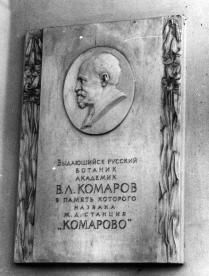 ВЫДАЮЩИЙСЯ РУССКИЙ
БОТАНИК
АКАДЕМИК
В.Л. КОМАРОВ
В ПАМЯТЬ КОТОРОГО
НАЗВАНА
Ж.Д. СТАНЦИЯ
„КОМАРОВО"